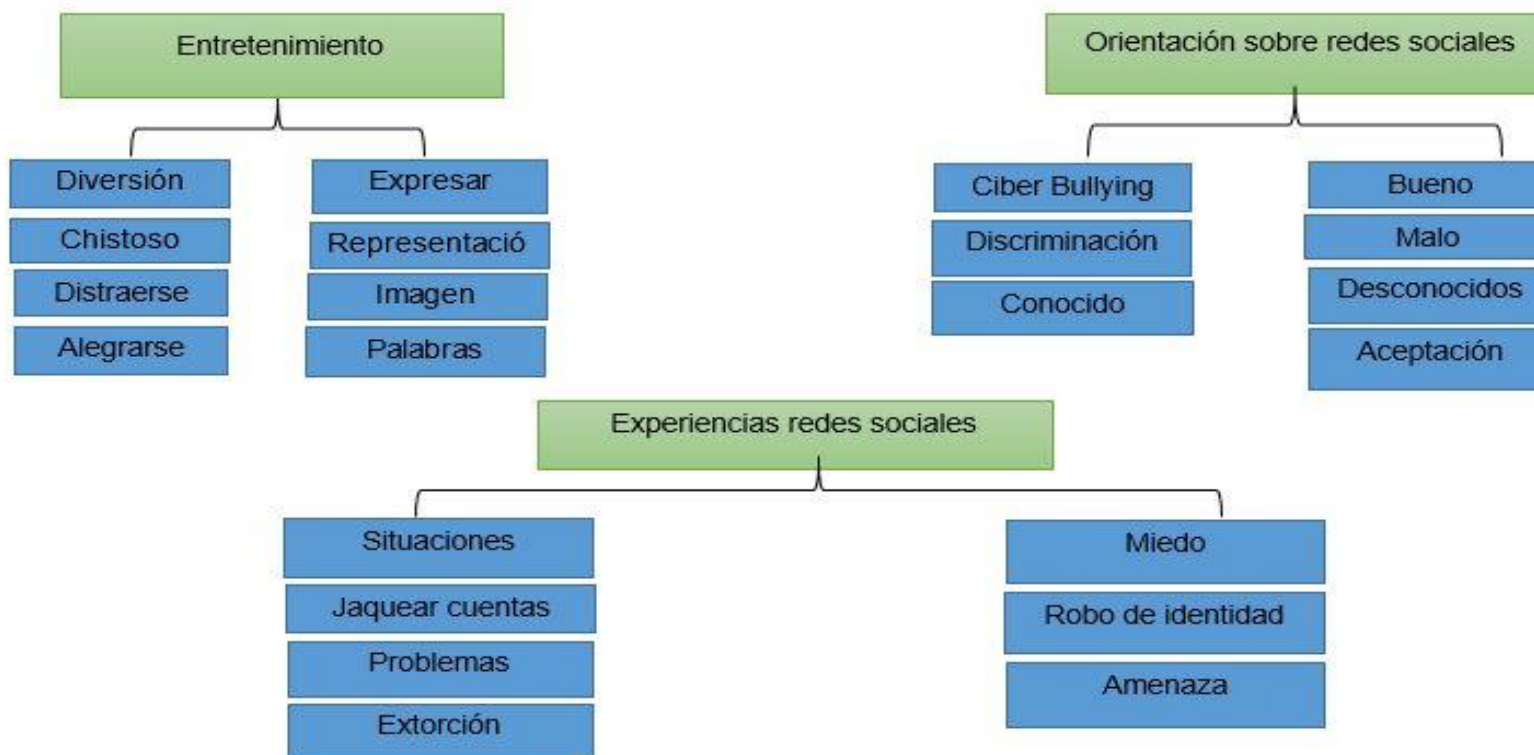 Entretenimiento
Diversión
Chistoso
Distraerse
Alegrarse
Expresar
Representació
Imagen
Palabras
Orientación sobre redes sociales
Ciber Bullying
Discriminación
Conocido
Bueno
Malo
Desconocidos
Aceptación
Experiencias redes sociales
Situaciones
Jaquear cuentas
Problemas
Extorción
Miedo
Robo de identidad
Amenaza